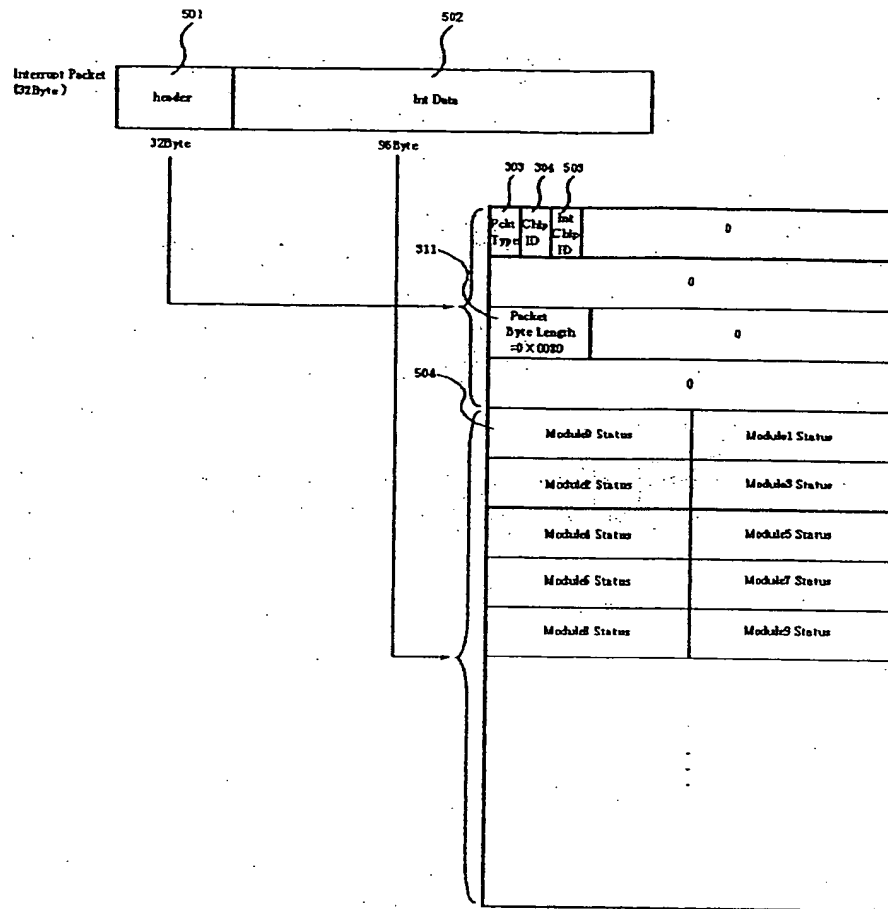 501
502
Interrupt Packet
(32Byte)
header
Int Data
32Byte
96Byte
303
304
503
Pckt
Type
Chip
ID
Int
Chip
ID
0
311
0
Packet
Byte Length
=0X0080
0
0
504
Module0 Status
Module1 Status
Module2 Status
Module3 Status
Module4 Status
Module5 Status
Module6 Status
Module7 Status
Module8 Status
Module9 Status